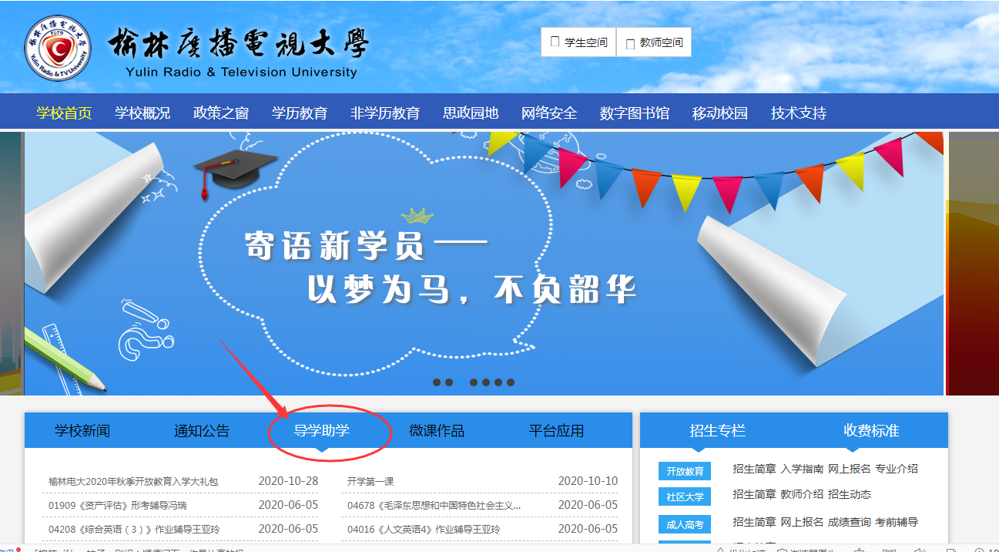 榆林廣播電視大學
Yulin Radio & Television University
榆林廣播電視大學
1979
Yulin Radio & TV University
学生空间 教师空间
学校首页 学校概况 政策之窗 学历教育 非学历教育 思政园地 网络安全 数字图书馆 移动校园 技术支持
寄语新学员——
以梦为马，不负韶华
学校新闻 通知公告 导学助学 微课作品 平台应用
招生专栏 收费标准
榆林电大2020年秋季开放教育入学大礼包 2020-10-28
开学第一课 2020-10-10
01909《资产评估》形考辅导冯瑞 2020-06-05
04678《毛泽东思想和中国特色社会主义... 2020-06-05
04208《综合英语（3）》作业辅导王亚玲 2020-06-05
04016《人文英语4》作业辅导王亚玲 2020-06-05
开放教育 招生简章 入学指南 网上报名 专业介绍
社区大学 招生简章 教师介绍 招生动态
成人高考 招生简章 网上报名 成绩查询 考前辅导